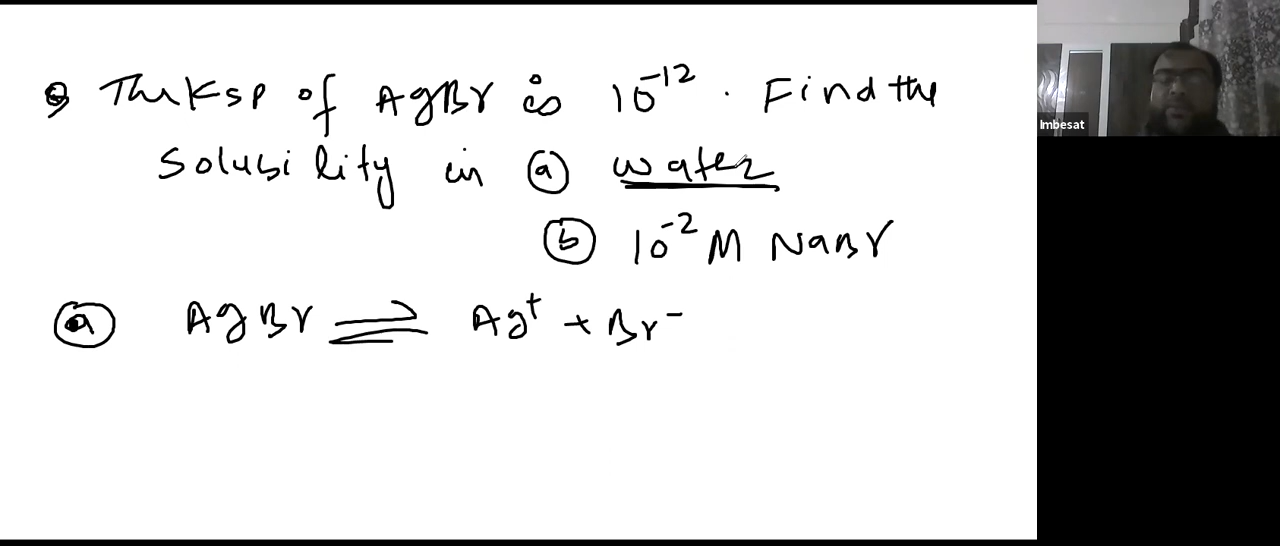 Q The Ksp of AgBr is 10⁻¹² . Find the
Solubility in (a) water
(b) 10⁻² M NaBr
(a) AgBr ⇌ Ag⁺ + Br⁻
Imbesat